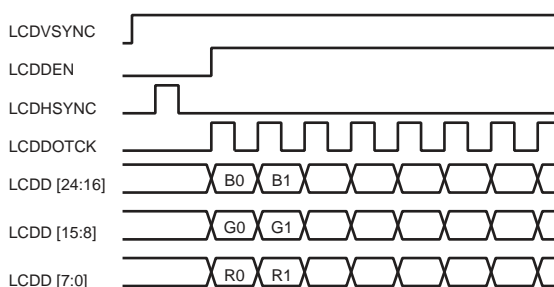 LCDVSYNC
LCDDEN
LCDHSYNC
LCDDOTCK
LCDD [24:16] B0 B1
LCDD [15:8] G0 G1
LCDD [7:0] R0 R1